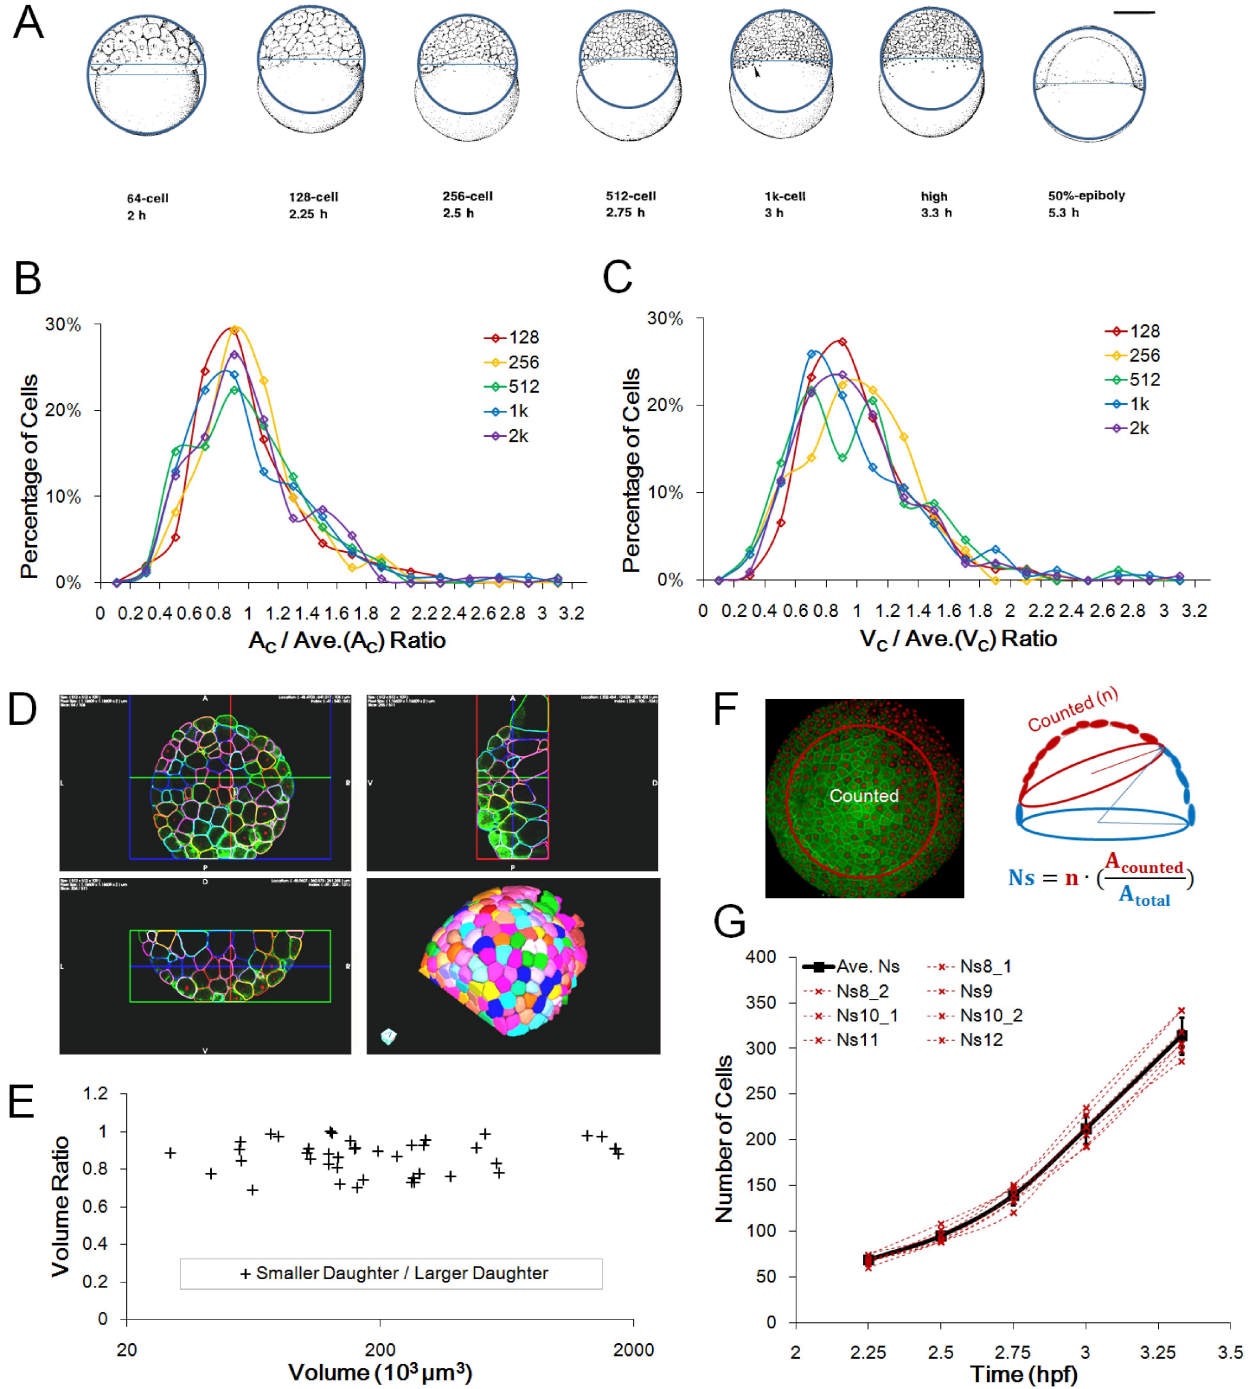 A
64-cell
2 h
128-cell
2.25 h
256-cell
2.5 h
512-cell
2.75 h
1k-cell
3 h
high
3.3 h
50%-epiboly
5.3 h
B
30%
20%
10%
0%
Percentage of Cells
128
256
512
1k
2k
0 0.2 0.4 0.6 0.8 1 1.2 1.4 1.6 1.8 2 2.2 2.4 2.6 2.8 3 3.2
A_C / Ave.(A_C) Ratio
C
30%
20%
10%
0%
Percentage of Cells
128
256
512
1k
2k
0 0.2 0.4 0.6 0.8 1 1.2 1.4 1.6 1.8 2 2.2 2.4 2.6 2.8 3 3.2
V_C / Ave.(V_C) Ratio
D
A
L
R
P
A
V
D
P
D
L
R
V
E
1.2
1
0.8
0.6
0.4
0.2
0
Volume Ratio
+ Smaller Daughter / Larger Daughter
20 200 2000
Volume (10³ µm³)
F
Counted
Counted (n)
Ns = n · (A_counted / A_total)
G
400
350
300
250
200
150
100
50
0
Number of Cells
Ave. Ns Ns8_1
Ns8_2 Ns9
Ns10_1 Ns10_2
Ns11 Ns12
2 2.25 2.5 2.75 3 3.25 3.5
Time (hpf)